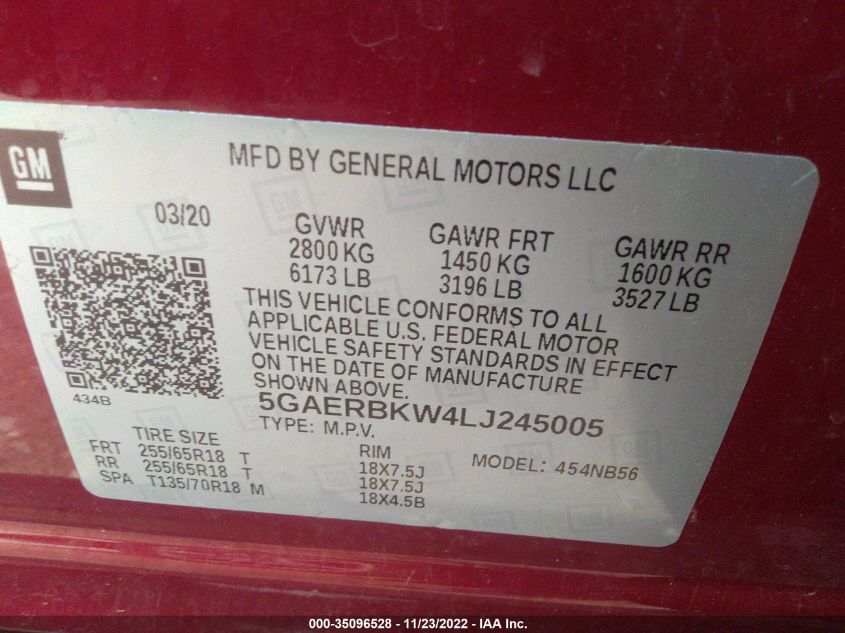 GM
MFD BY GENERAL MOTORS LLC
03/20
GVWR
2800 KG
6173 LB
GAWR FRT
1450 KG
3196 LB
GAWR RR
1600 KG
3527 LB
THIS VEHICLE CONFORMS TO ALL
APPLICABLE U.S. FEDERAL MOTOR
VEHICLE SAFETY STANDARDS IN EFFECT
ON THE DATE OF MANUFACTURE
SHOWN ABOVE.
434B
5GAERBKW4LJ245005
TYPE: M.P.V.
MODEL: 454NB56
TIRE SIZE
RIM
FRT 255/65R18 T 18X7.5J
RR 255/65R18 T 18X7.5J
SPA T135/70R18 M 18X4.5B
000-35096528 - 11/23/2022 - IAA Inc.